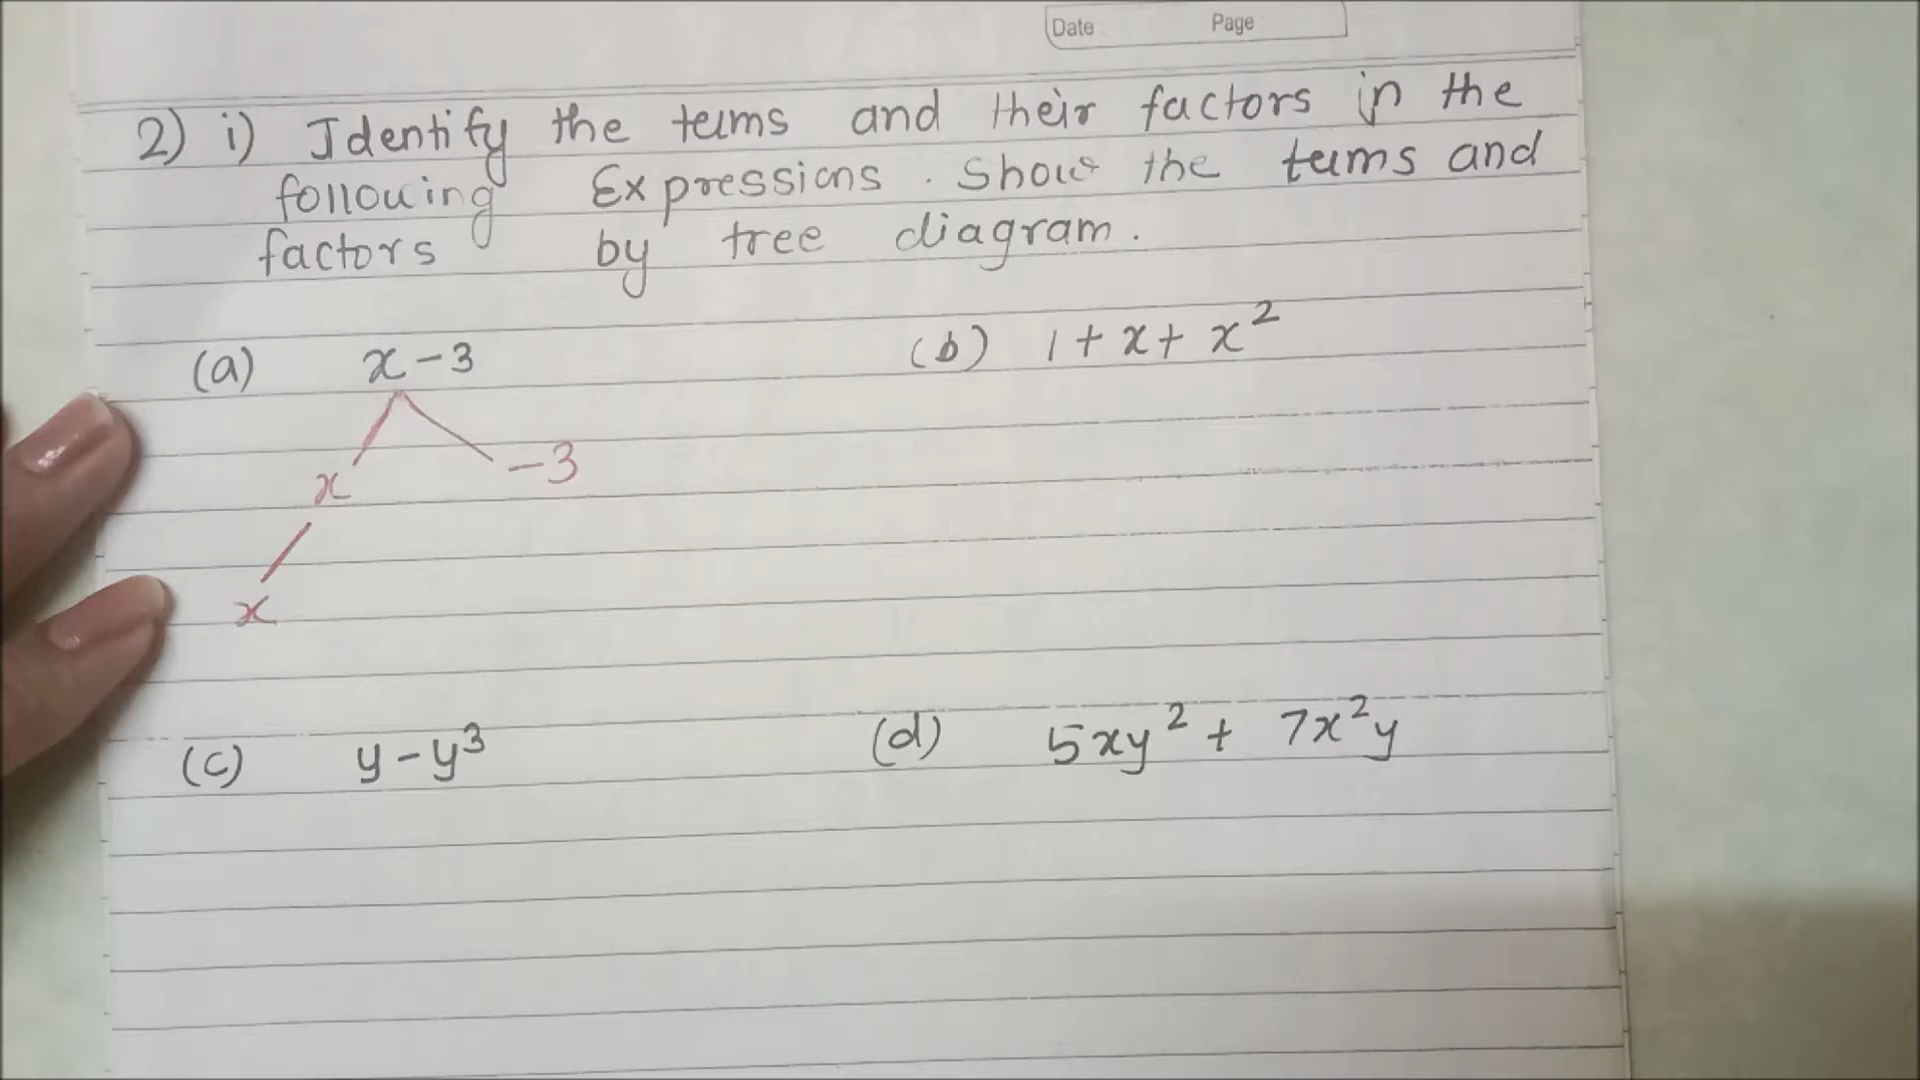 Date Page
2) i) Identify the terms and their factors in the
following Expressions. Show the terms and
factors by tree diagram.
(a) x - 3 (b) 1 + x + x²
x -3
x
(c) y - y³ (d) 5xy² + 7x²y